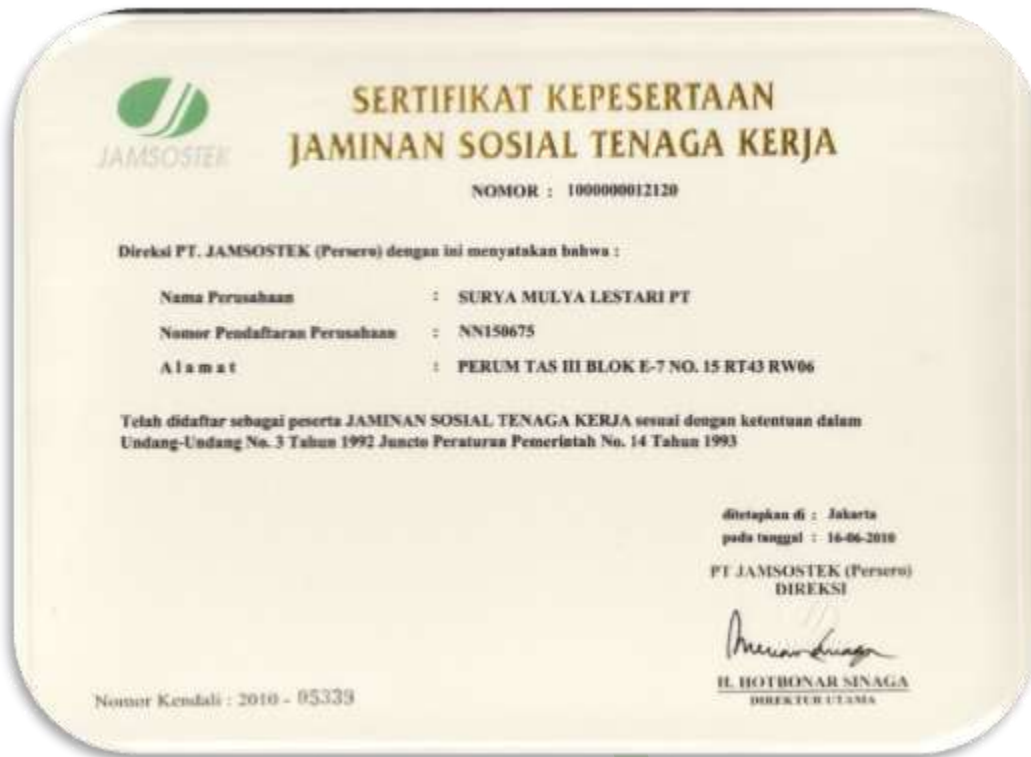 JAMSOSTEK
SERTIFIKAT KEPESERTAAN
JAMINAN SOSIAL TENAGA KERJA
NOMOR : 1000000012120
Direksi PT. JAMSOSTEK (Persero) dengan ini menyatakan bahwa :
Nama Perusahaan : SURYA MULYA LESTARI PT
Nomor Pendaftaran Perusahaan : NN150675
Alamat : PERUM TAS III BLOK E-7 NO. 15 RT43 RW06
Telah didaftar sebagai peserta JAMINAN SOSIAL TENAGA KERJA sesuai dengan ketentuan dalam
Undang-Undang No. 3 Tahun 1992 Juncto Peraturan Pemerintah No. 14 Tahun 1993
ditetapkan di : Jakarta
pada tanggal : 16-06-2010
PT JAMSOSTEK (Persero)
DIREKSI
H. HOTBONAR SINAGA
DIREKTUR UTAMA
Nomor Kendali : 2010 - 05339